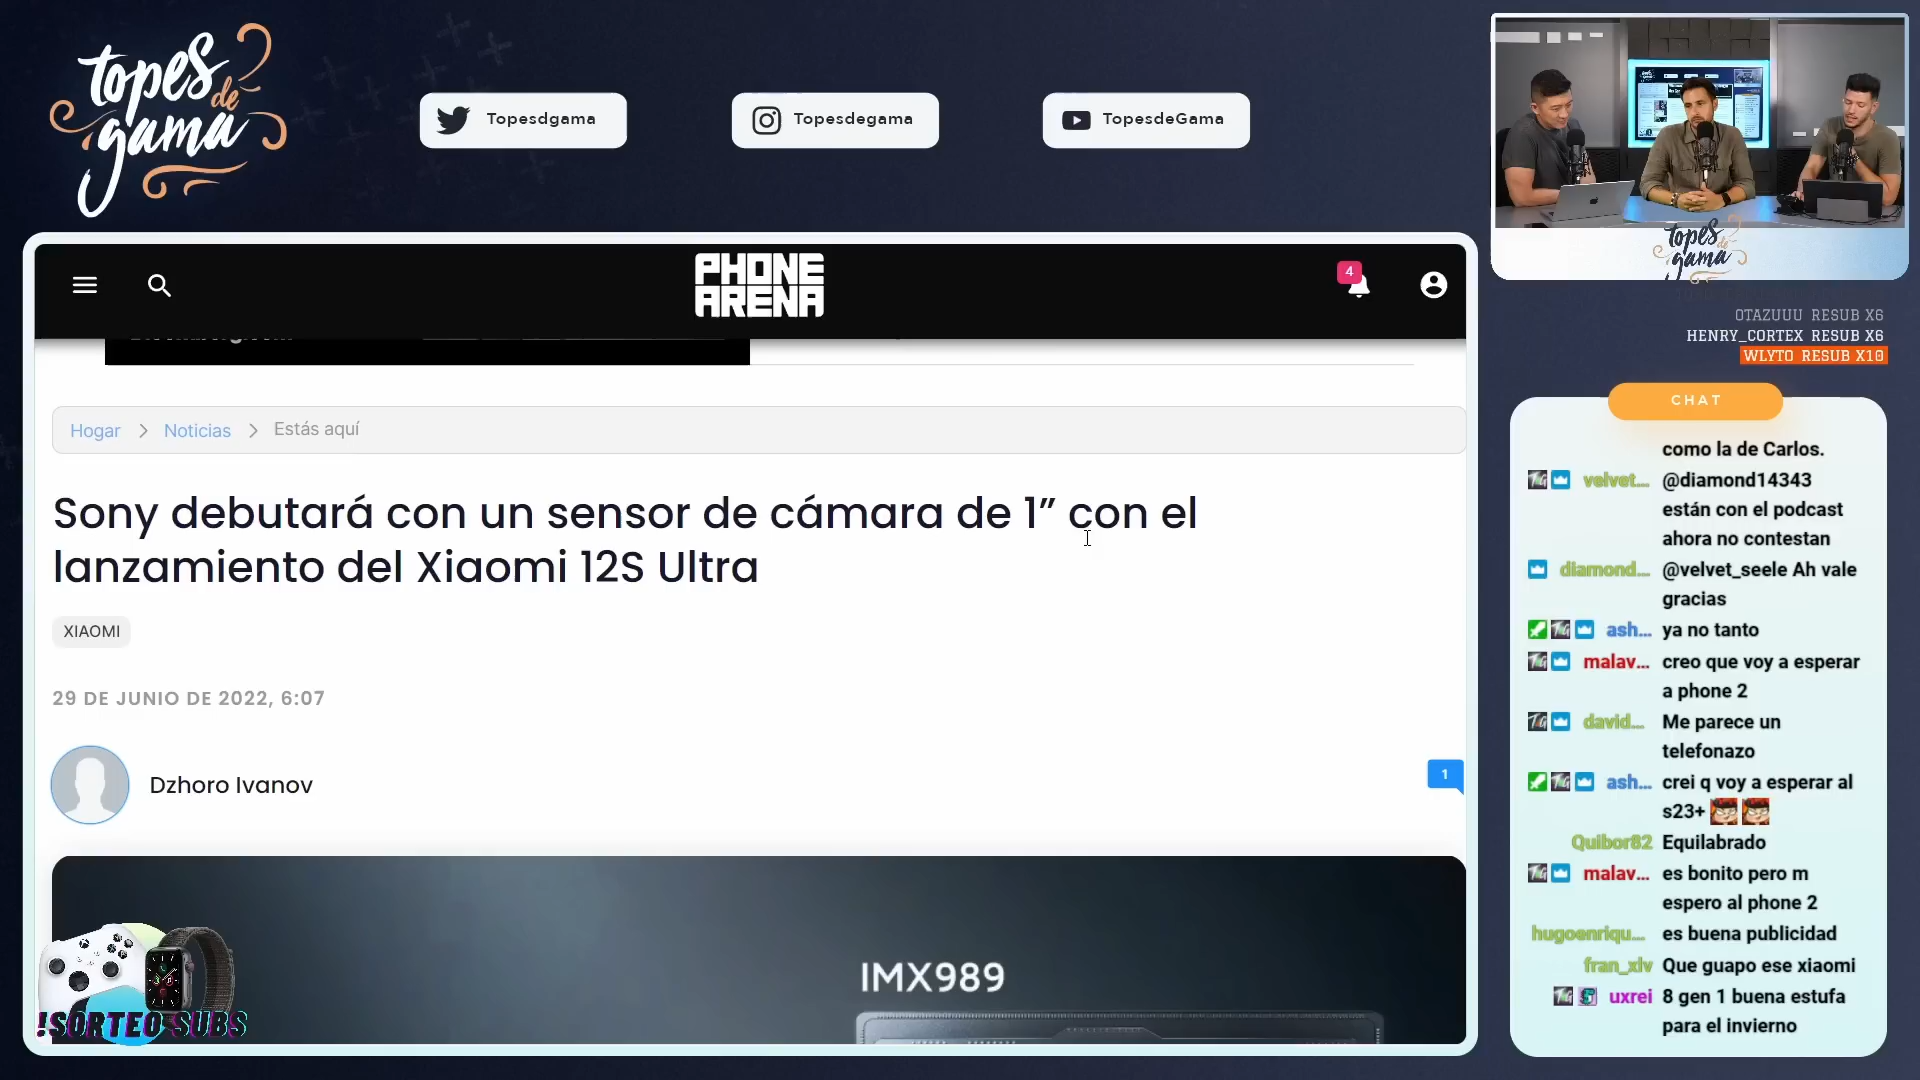 topes
de
gama
Topesdgama
Topesdegama
TopesdeGama
topes
de
gama
OTAZUUU RESUB X6
HENRY_CORTEX RESUB X6
WLYTO RESUB X10
PHONE
ARENA
4
Hogar > Noticias > Estás aquí
Sony debutará con un sensor de cámara de 1” con el
lanzamiento del Xiaomi 12S Ultra
XIAOMI
29 DE JUNIO DE 2022, 6:07
Dzhoro Ivanov
1
IMX989
!SORTEO SUBS
CHAT
como la de Carlos.
velvet... @diamond14343
están con el podcast
ahora no contestan
diamond... @velvet_seele Ah vale
gracias
ash... ya no tanto
malav... creo que voy a esperar
a phone 2
david... Me parece un
telefonazo
ash... crei q voy a esperar al
s23+
Quibor82 Equilabrado
malav... es bonito pero m
espero al phone 2
hugoenriqu... es buena publicidad
fran_xlv Que guapo ese xiaomi
uxrei 8 gen 1 buena estufa
para el invierno